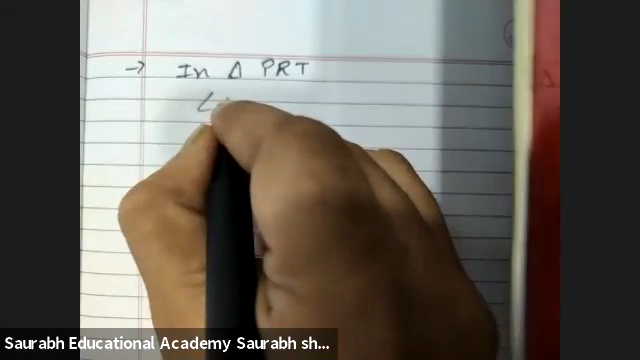 → In Δ PRT
∠
Saurabh Educational Academy Saurabh sh...